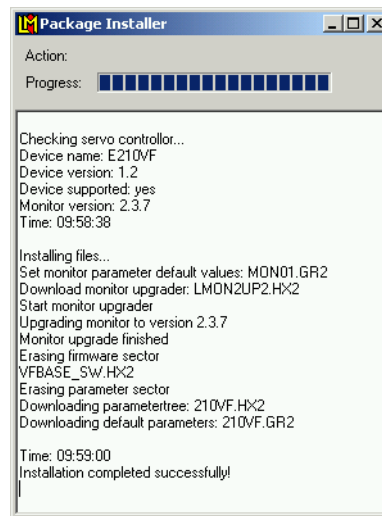 LM Package Installer
Action:
Progress:
Checking servo controllor...
Device name: E210VF
Device version: 1.2
Device supported: yes
Monitor version: 2.3.7
Time: 09:58:38
Installing files...
Set monitor parameter default values: MON01.GR2
Download monitor upgrader: LMON2UP2.HX2
Start monitor upgrader
Upgrading monitor to version 2.3.7
Monitor upgrade finished
Erasing firmware sector
VFBASE_SW.HX2
Erasing parameter sector
Downloading parametertree: 210VF.HX2
Downloading default parameters: 210VF.GR2
Time: 09:59:00
Installation completed successfully!